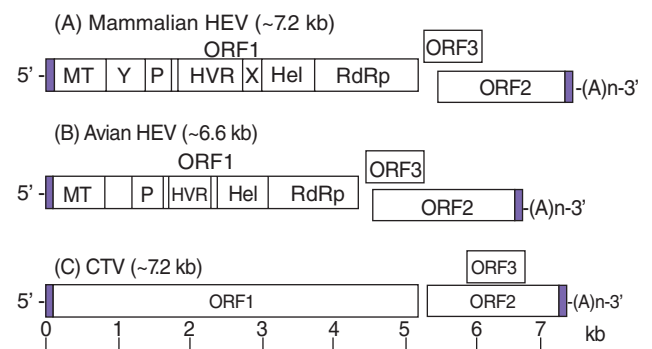 (A) Mammalian HEV (~7.2 kb)
ORF1
ORF3
5' - MT Y P HVR X Hel RdRp
ORF2 -(A)n-3'
(B) Avian HEV (~6.6 kb)
ORF1
ORF3
5' - MT P HVR Hel RdRp
ORF2 -(A)n-3'
(C) CTV (~7.2 kb)
ORF3
5' - ORF1 ORF2 -(A)n-3'
0 1 2 3 4 5 6 7 kb